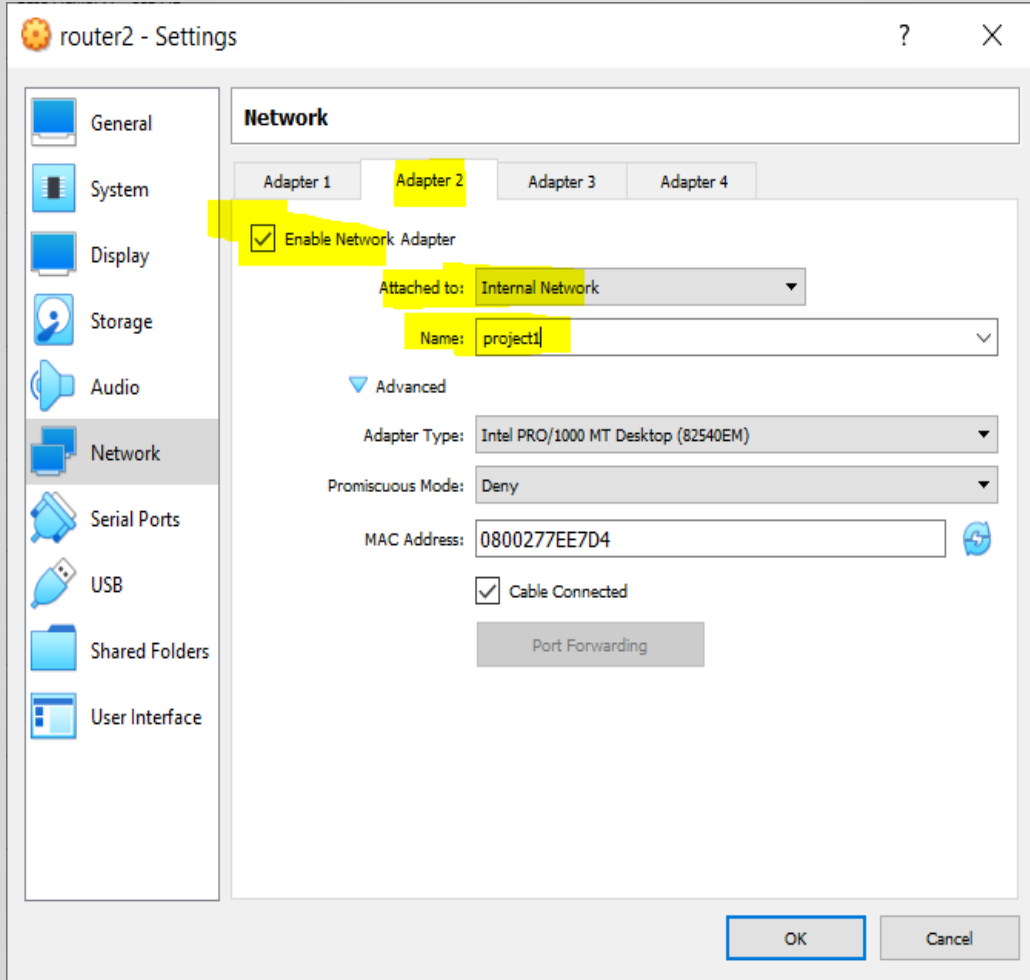 router2 - Settings
?
General
System
Display
Storage
Audio
Network
Serial Ports
USB
Shared Folders
User Interface
Network
Adapter 1
Adapter 2
Adapter 3
Adapter 4
Enable Network Adapter
Attached to: Internal Network
Name: project1
Advanced
Adapter Type: Intel PRO/1000 MT Desktop (82540EM)
Promiscuous Mode: Deny
MAC Address: 0800277EE7D4
Cable Connected
Port Forwarding
OK
Cancel